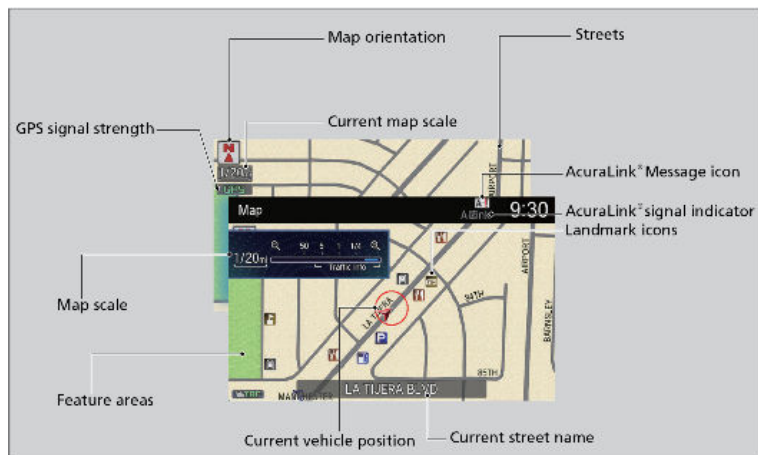 Map orientation
Streets
GPS signal strength
Current map scale
N
1/20
GPS
AIRPORT
AcuraLink* Message icon
Map
9:30
AcuraLink* signal indicator
Landmark icons
50 5 1 1/4
1/20mi
Traffic info
AIRPORT
Map scale
94TH
LA TIJERA
BARNSLEY
P
85TH
Feature areas
LA TIJERA BLVD
MANCHESTER
Current vehicle position
Current street name